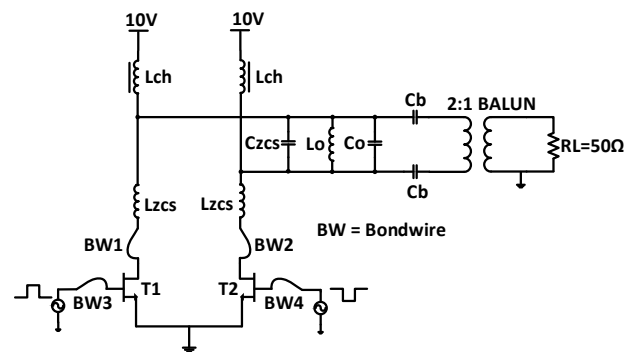 10V 10V
Lch Lch
Cb 2:1 BALUN
Czcs Lo Co RL=50Ω
Cb
Lzcs Lzcs
BW1 BW2 BW = Bondwire
T1 T2
BW3 BW4